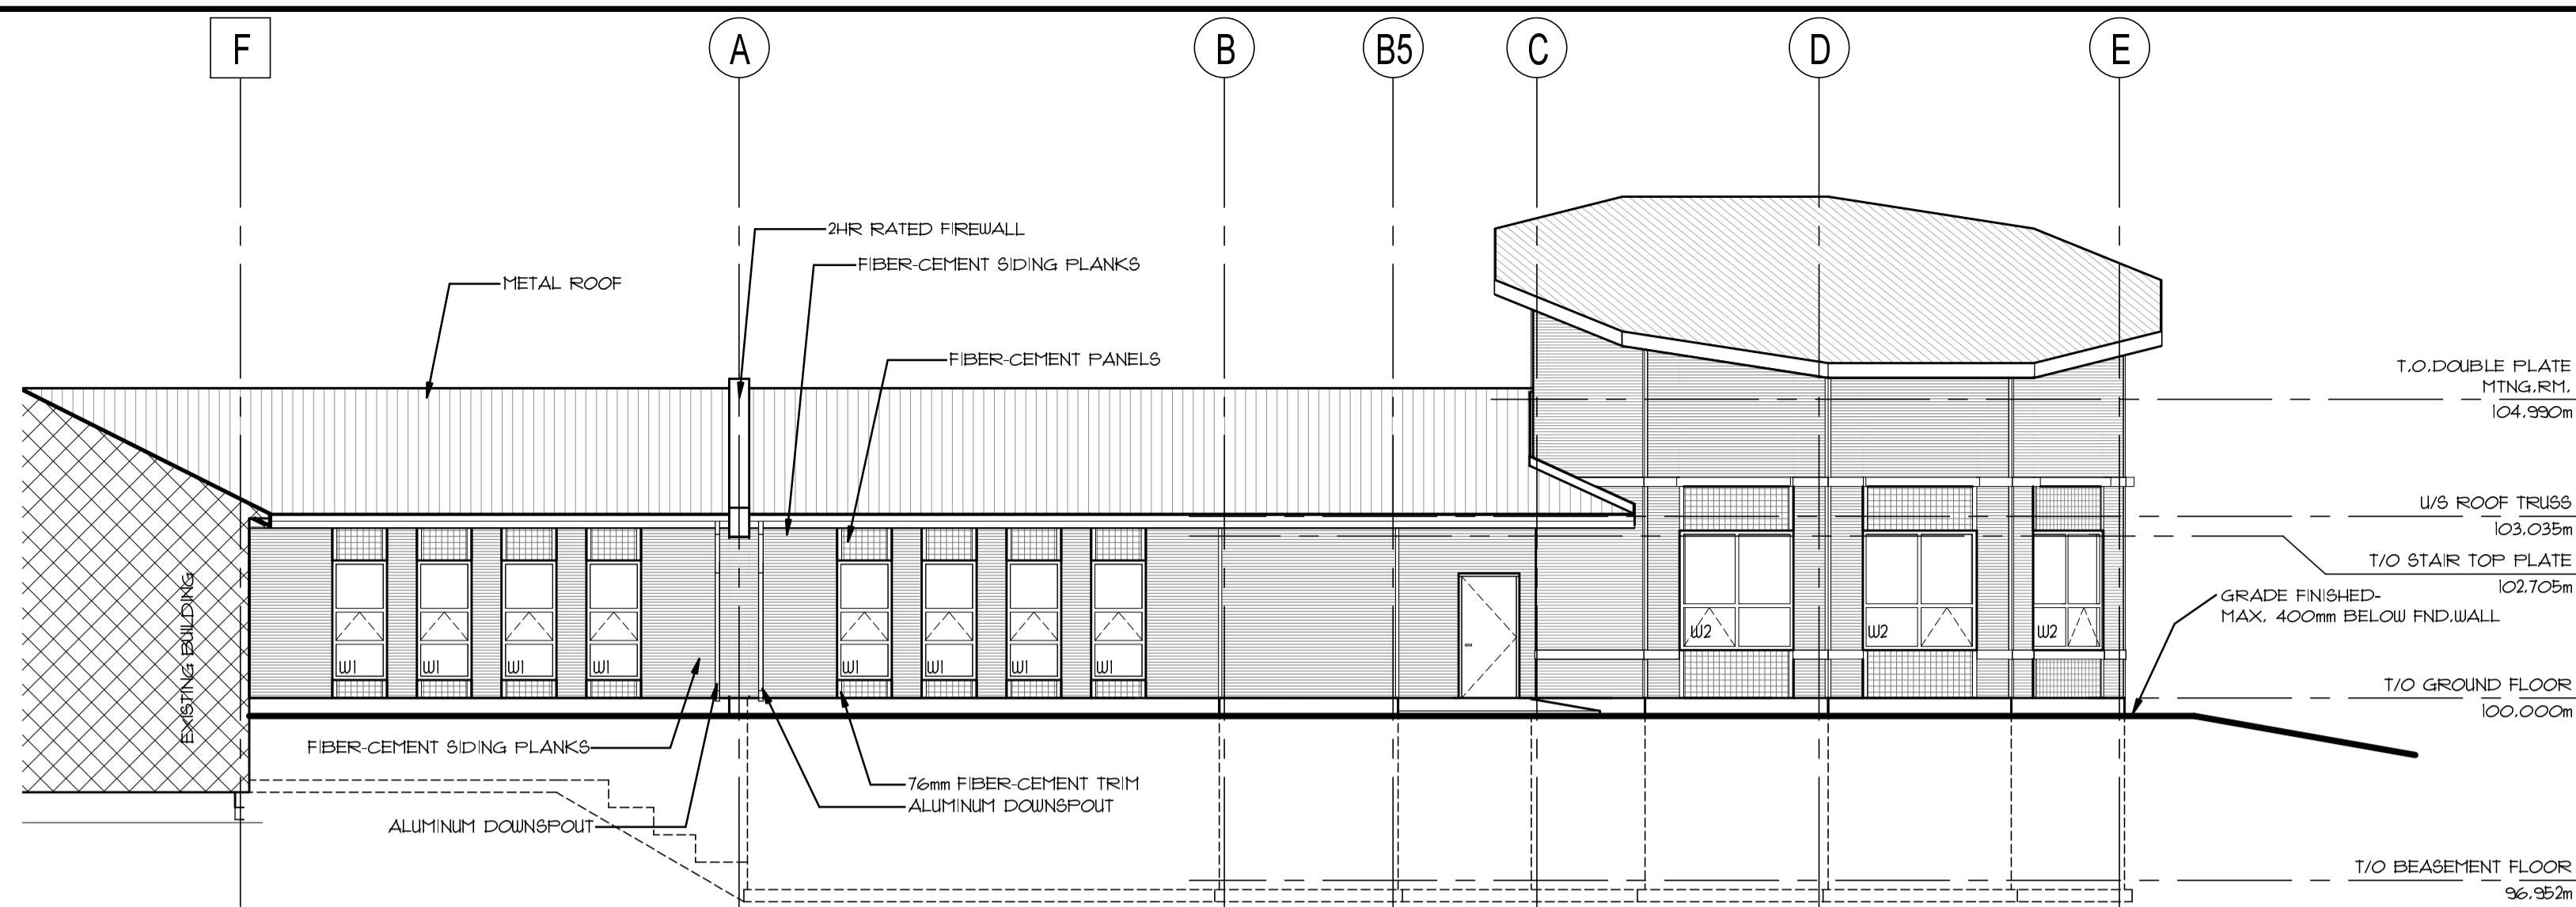 F
A
B
B5
C
D
E
2HR RATED FIREWALL
FIBER-CEMENT SIDING PLANKS
METAL ROOF
FIBER-CEMENT PANELS
T.O.DOUBLE PLATE
MTNG.RM.
104.990m
U/S ROOF TRUSS
103.035m
T/O STAIR TOP PLATE
102.705m
GRADE FINISHED-
MAX. 400mm BELOW FND.WALL
EXISTING BUILDING
W1
W1
W1
W1
W1
W1
W1
W1
W2
W2
W2
T/O GROUND FLOOR
100.000m
FIBER-CEMENT SIDING PLANKS
76mm FIBER-CEMENT TRIM
ALUMINUM DOWNSPOUT
ALUMINUM DOWNSPOUT
T/O BEASEMENT FLOOR
96.952m